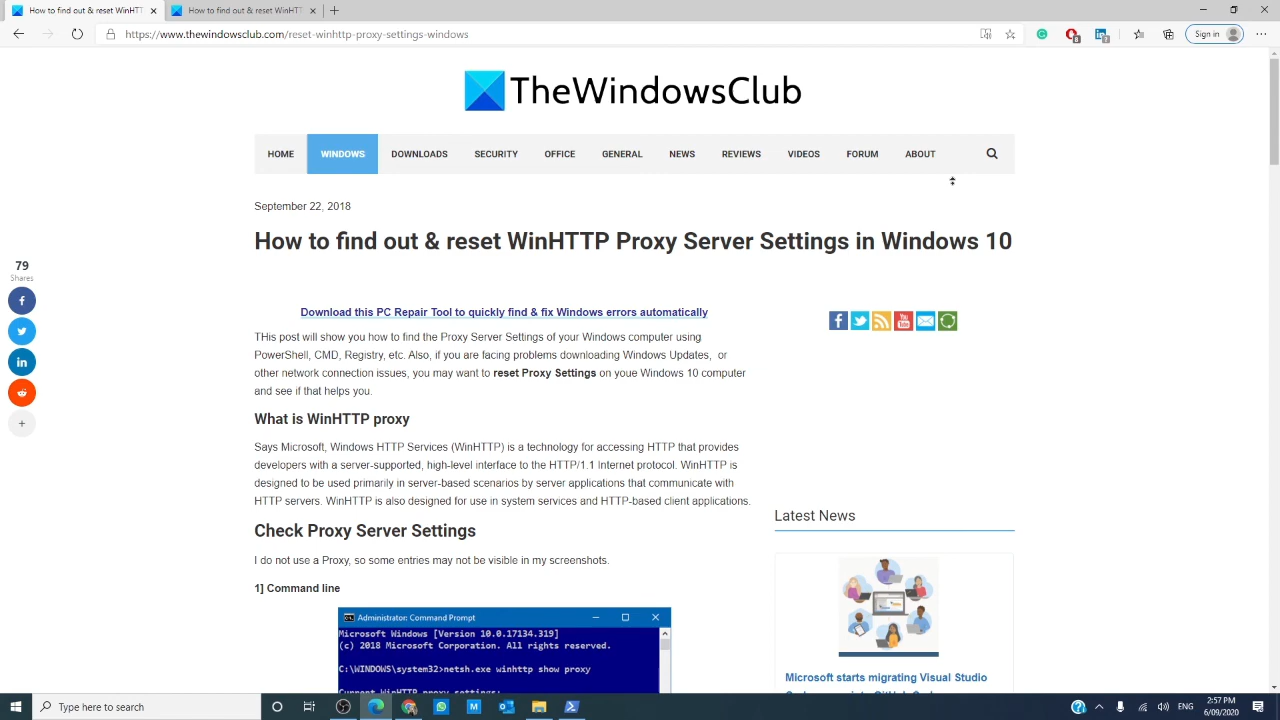 How to find out & reset WinHTT
How to find out & reset WinHTT
https://www.thewindowsclub.com/reset-winhttp-proxy-settings-windows
Sign in
TheWindowsClub
HOME WINDOWS DOWNLOADS SECURITY OFFICE GENERAL NEWS REVIEWS VIDEOS FORUM ABOUT
September 22, 2018
How to find out & reset WinHTTP Proxy Server Settings in Windows 10
79
Shares
Download this PC Repair Tool to quickly find & fix Windows errors automatically
THis post will show you how to find the Proxy Server Settings of your Windows computer using
PowerShell, CMD, Registry, etc. Also, if you are facing problems downloading Windows Updates, or
other network connection issues, you may want to reset Proxy Settings on youe Windows 10 computer
and see if that helps you.
What is WinHTTP proxy
Says Microsoft, Windows HTTP Services (WinHTTP) is a technology for accessing HTTP that provides
developers with a server-supported, high-level interface to the HTTP/1.1 Internet protocol. WinHTTP is
designed to be used primarily in server-based scenarios by server applications that communicate with
HTTP servers. WinHTTP is also designed for use in system services and HTTP-based client applications.
Latest News
Check Proxy Server Settings
I do not use a Proxy, so some entries may not be visible in my screenshots.
1] Command line
Administrator: Command Prompt
Microsoft Windows [Version 10.0.17134.319]
(c) 2018 Microsoft Corporation. All rights reserved.
C:\WINDOWS\system32>netsh.exe winhttp show proxy
Current WinHTTP proxy settings:
Microsoft starts migrating Visual Studio
Type here to search
ENG
2:57 PM
6/09/2020